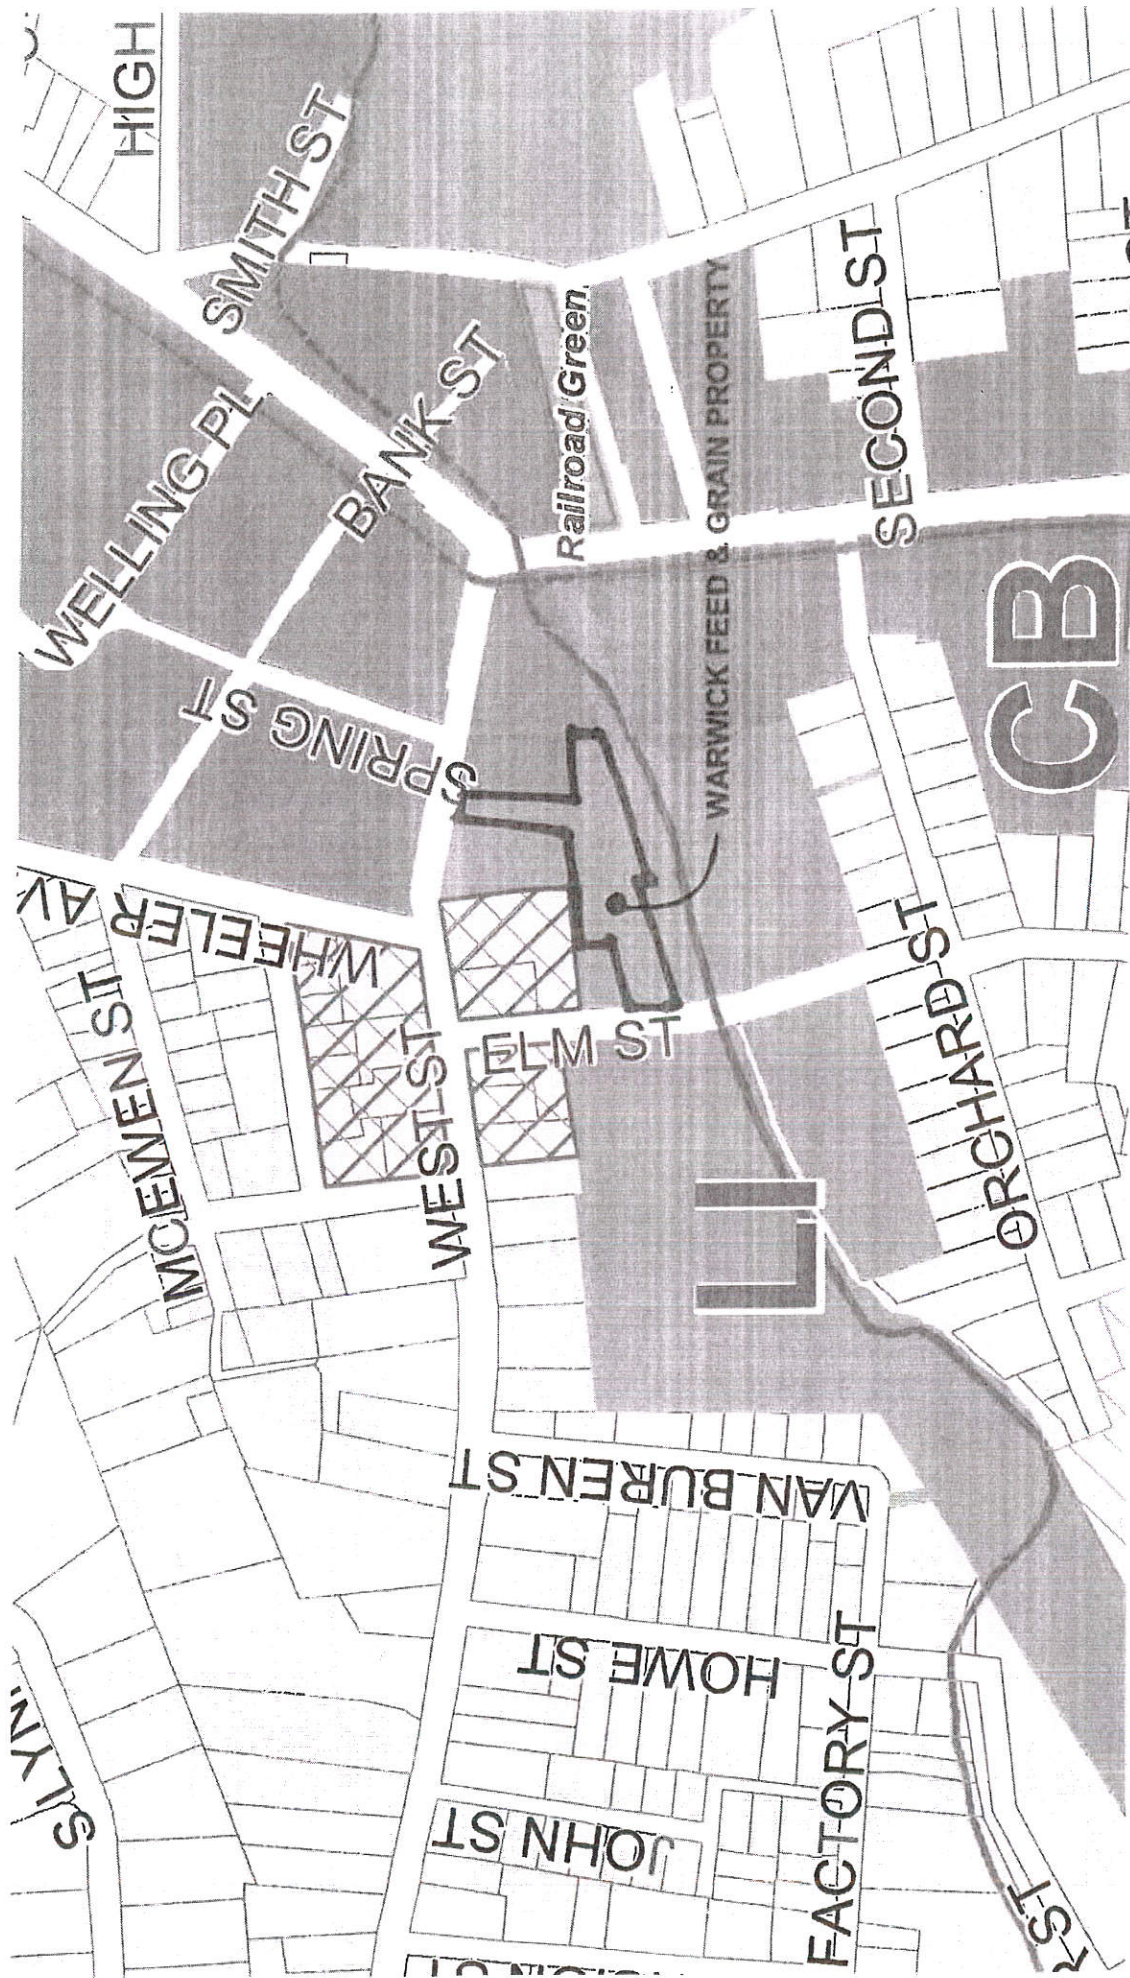 HIGH
SMITH ST
WELLING PL
BANK ST
Railroad Green
SPRING ST
WARWICK FEED & GRAIN PROPERTY
SECOND ST
CB
WHEELER AV
MCEWEN ST
WEST ST
ELM ST
ORCHARD ST
LI
VAN BUREN ST
HOWE ST
FACTORY ST
JOHN ST
S LYN
ST